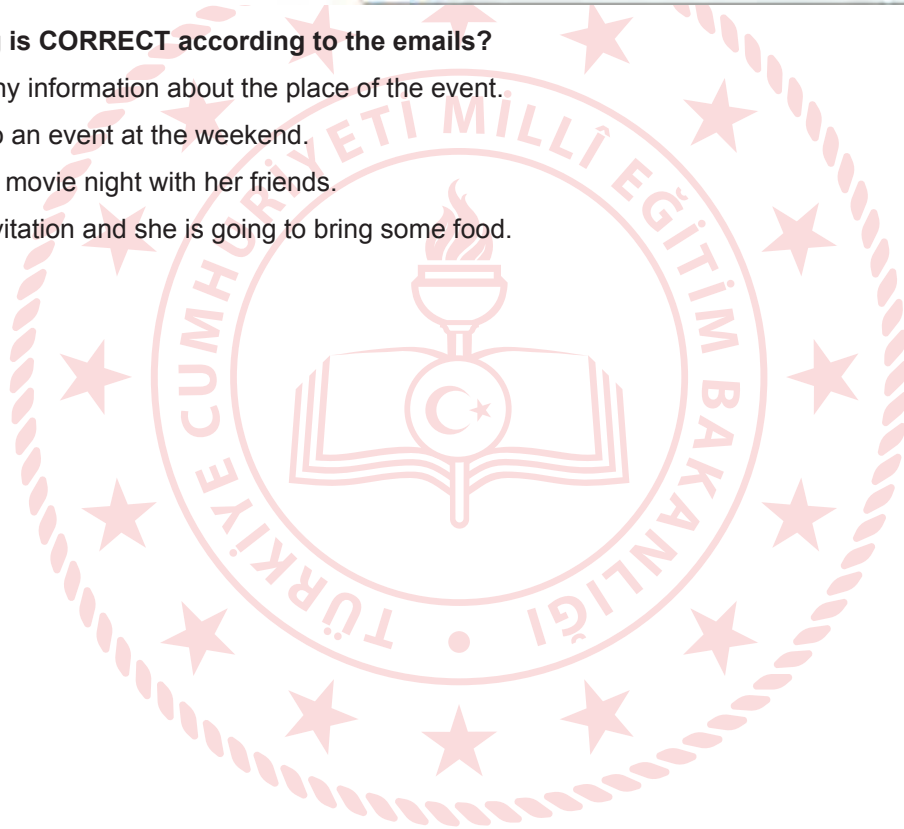 is CORRECT according to the emails?
information about the place of the event.
an event at the weekend.
movie night with her friends.
and she is going to bring some food.
TÜRKİYE CUMHURİYETİ MİLLÎ EĞİTİM BAKANLIĞI